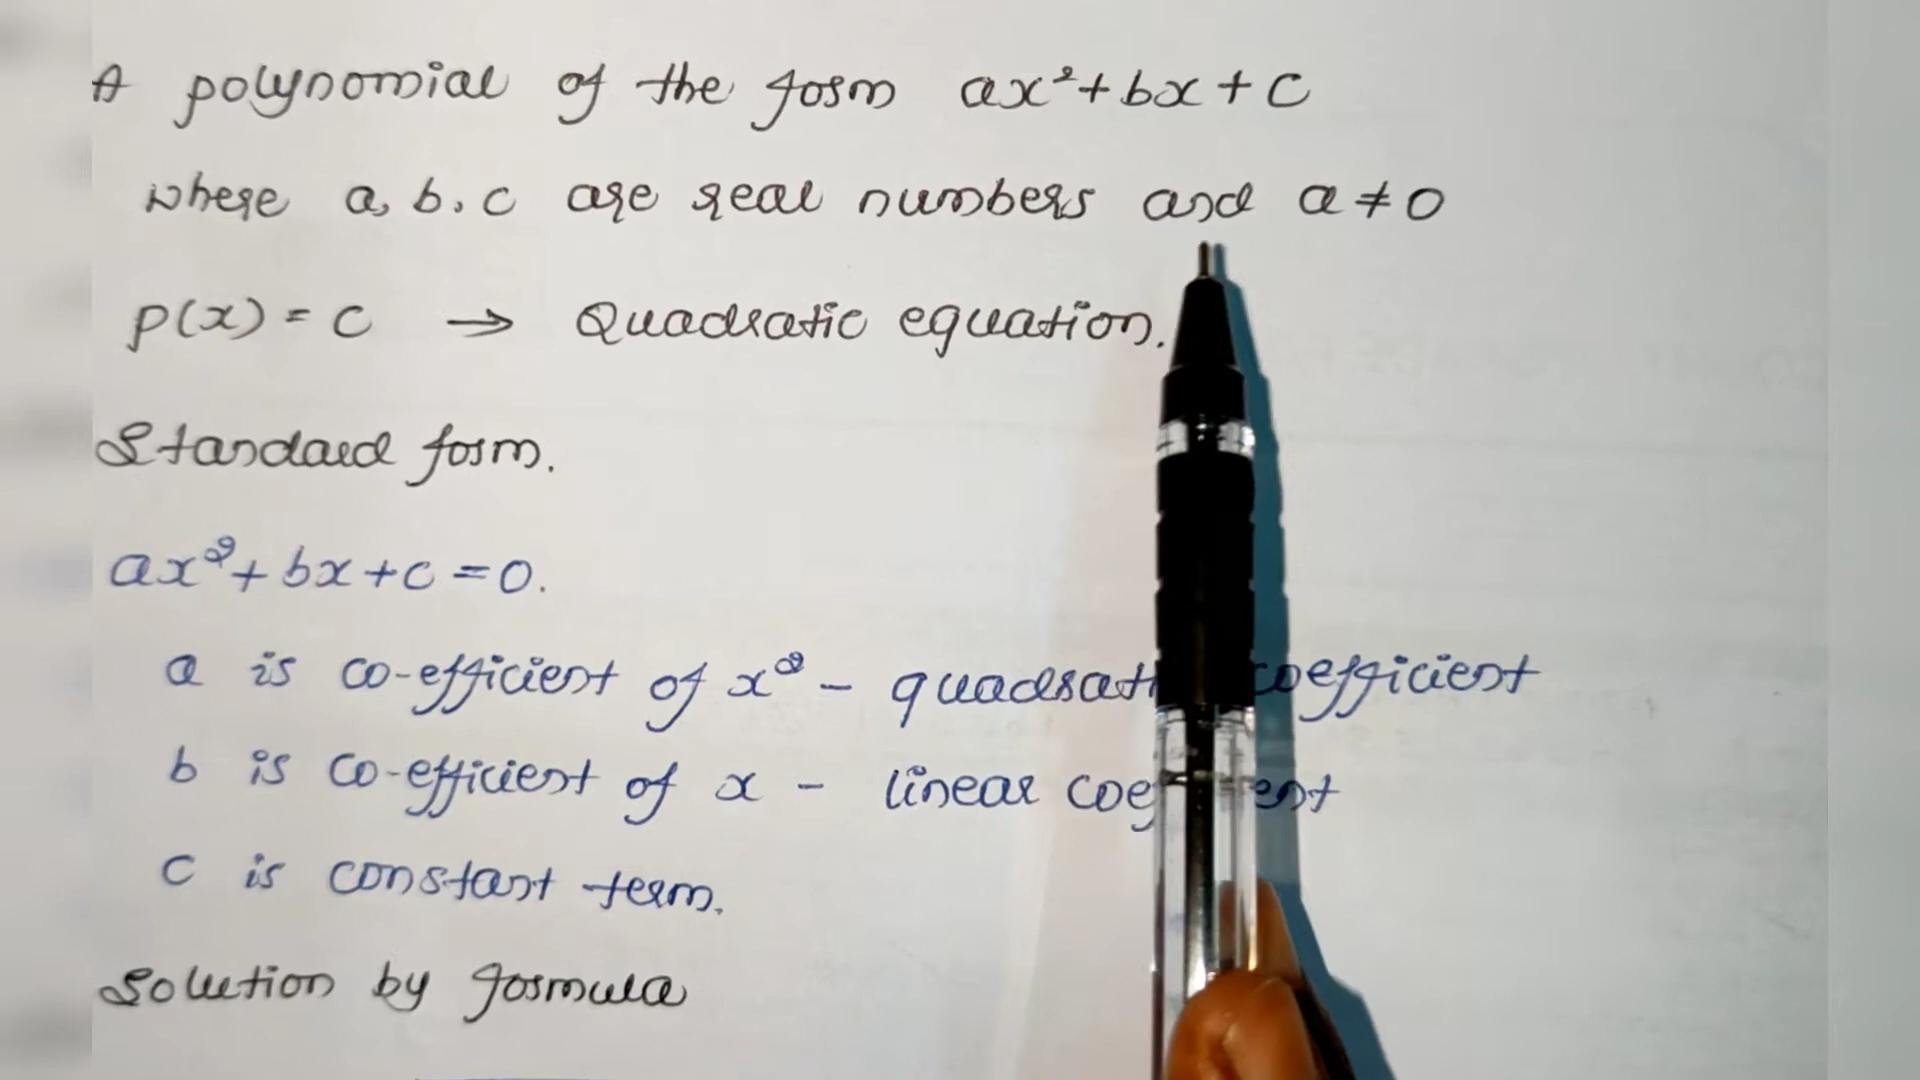 A polynomial of the form ax²+bx+c
where a, b, c are real numbers and a≠0
p(x) = c → Quadratic equation.
Standard form.
ax²+bx+c=0.
a is co-efficient of x² - quadratic coefficient
b is co-efficient of x - linear coefficient
c is constant term.
Solution by formula